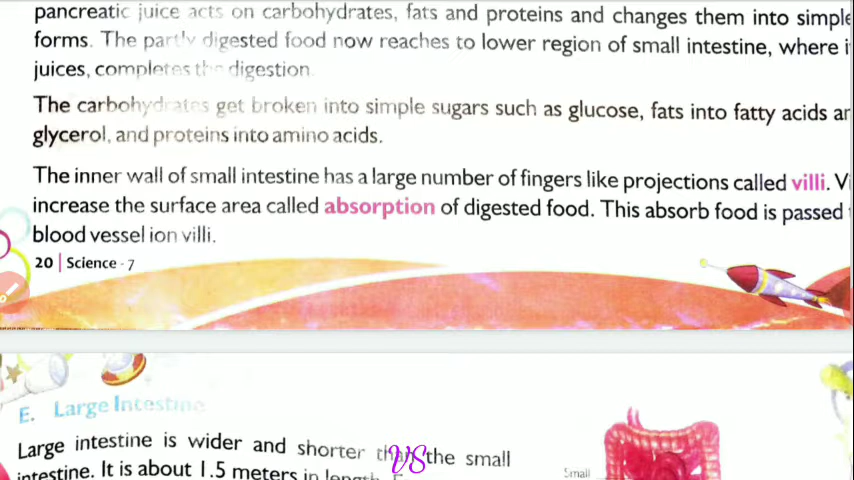 pancreatic juice acts on carbohydrates, fats and proteins and changes them into simple
forms. The partly digested food now reaches to lower region of small intestine, where
juices, completes the digestion.
The carbohydrates get broken into simple sugars such as glucose, fats into fatty acids
glycerol, and proteins into amino acids.
The inner wall of small intestine has a large number of fingers like projections called villi.
increase the surface area called absorption of digested food. This absorb food is passed
blood vessel ion villi.
20 | Science - 7
E. Large Intestine
Large intestine is wider and shorter than the small
intestine. It is about 1.5 meters in length.
VS
Small